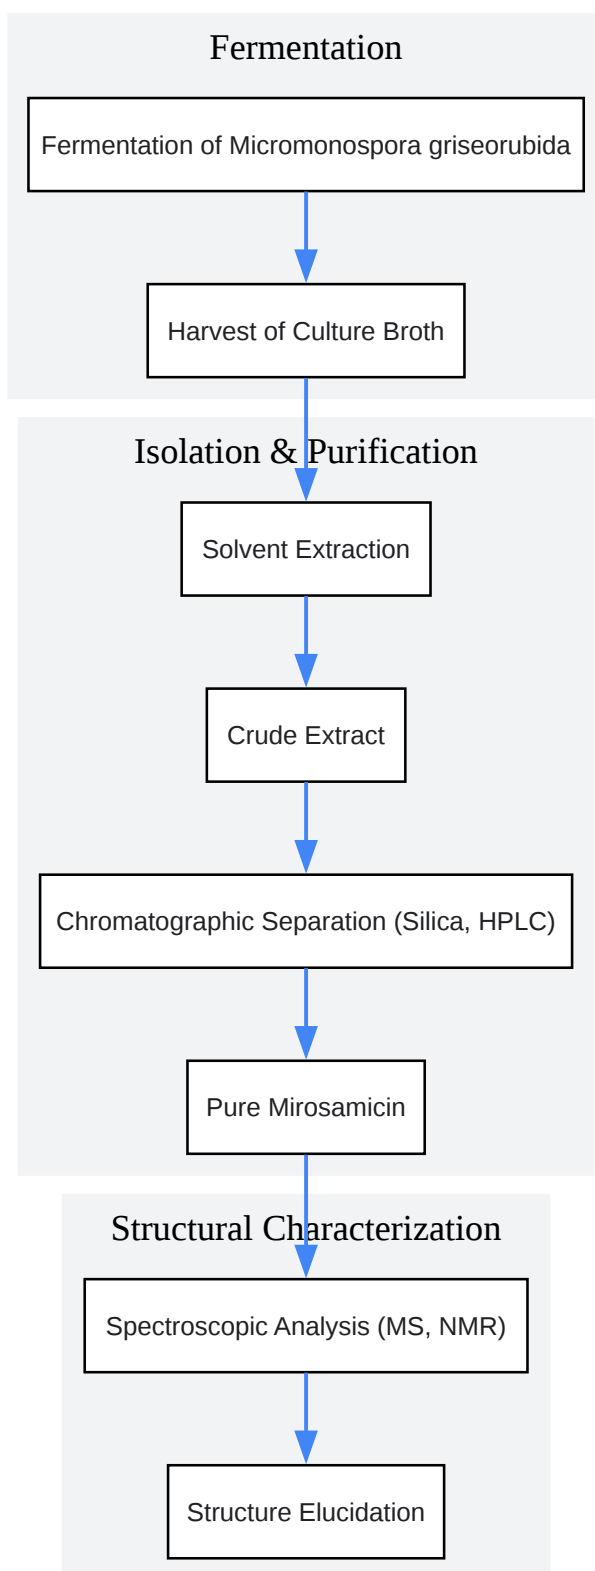 Fermentation
Fermentation of Micromonospora griseorubida
Harvest of Culture Broth
Isolation & Purification
Solvent Extraction
Crude Extract
Chromatographic Separation (Silica, HPLC)
Pure Mirosamicin
Structural Characterization
Spectroscopic Analysis (MS, NMR)
Structure Elucidation